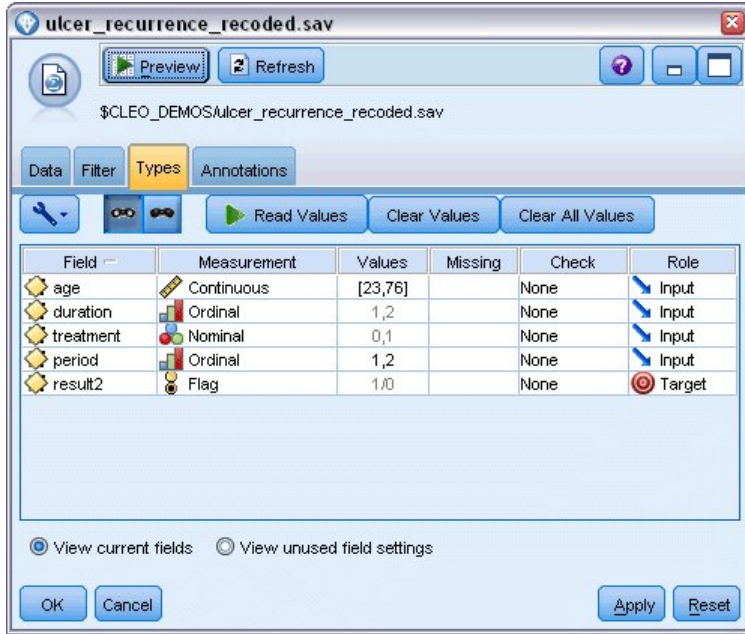 ulcer_recurrence_recoded.sav
Preview Refresh
$CLEO_DEMOS/ulcer_recurrence_recoded.sav
Data Filter Types Annotations
Read Values Clear Values Clear All Values
Field Measurement Values Missing Check Role
age Continuous [23,76] None Input
duration Ordinal 1,2 None Input
treatment Nominal 0,1 None Input
period Ordinal 1,2 None Input
result2 Flag 1/0 None Target
View current fields View unused field settings
OK Cancel Apply Reset